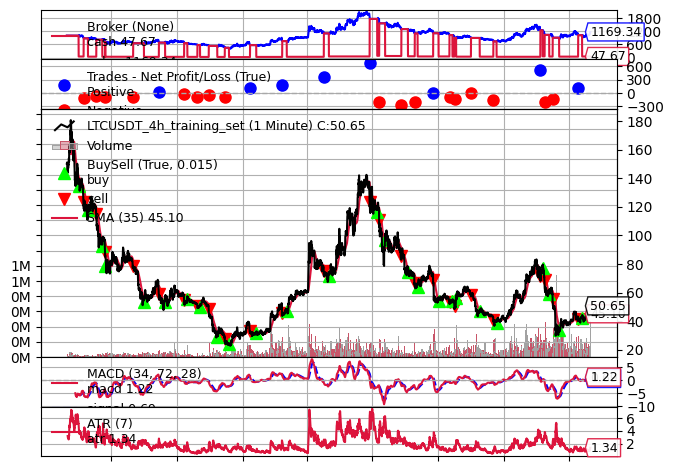 Broker (None)
cash 47.67
1800
1169.34
600
47.67
0
600
Trades - Net Profit/Loss (True)
Positive
300
0
−300
LTCUSDT_4h_training_set (1 Minute) C:50.65
Volume
BuySell (True, 0.015)
buy
sell
SMA (35) 45.10
180
160
140
120
100
80
60
50.65
40
20
1M
1M
0M
0M
0M
0M
0M
MACD (34, 72, 28)
macd 1.22
5
1.22
0
−5
−10
ATR (7)
atr 1.34
6
4
2
1.34